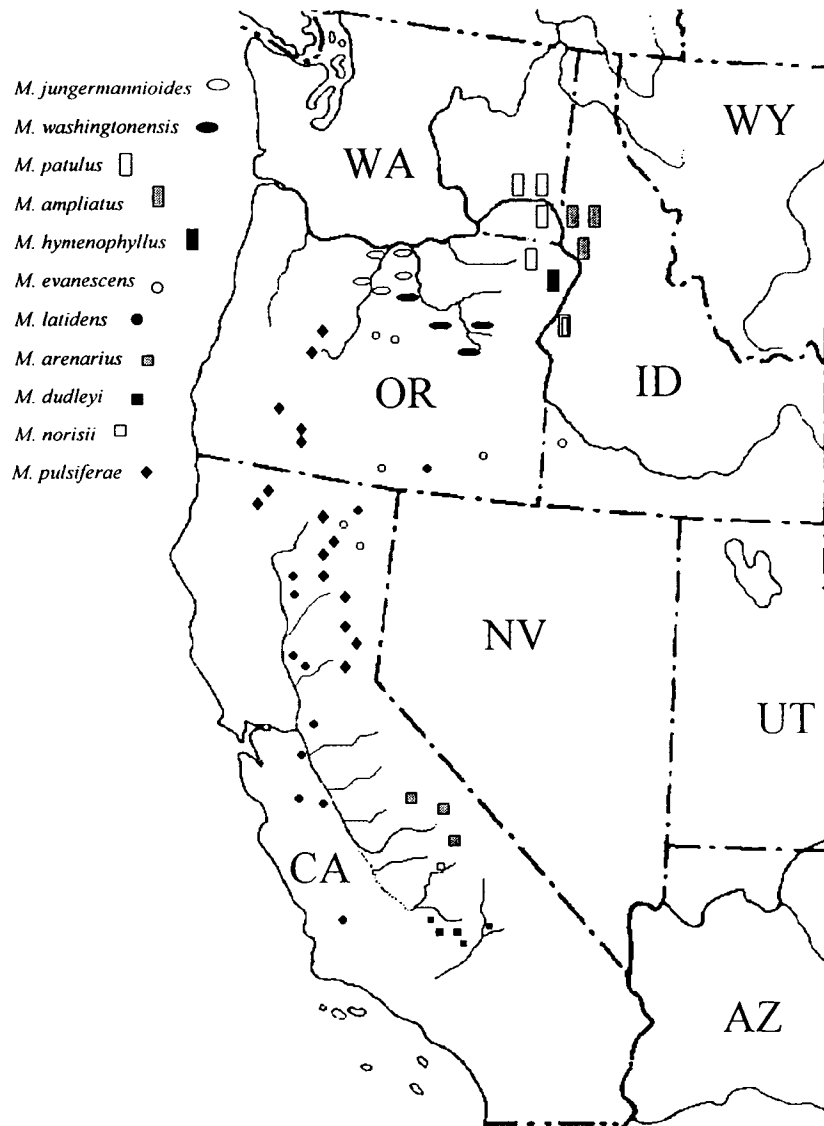 M. jungermannioides
M. washingtonensis
M. patulus
M. ampliatus
M. hymenophyllus
M. evanescens
M. latidens
M. arenarius
M. dudleyi
M. norisii
M. pulsiferae
WA
WY
OR
ID
NV
UT
CA
AZ